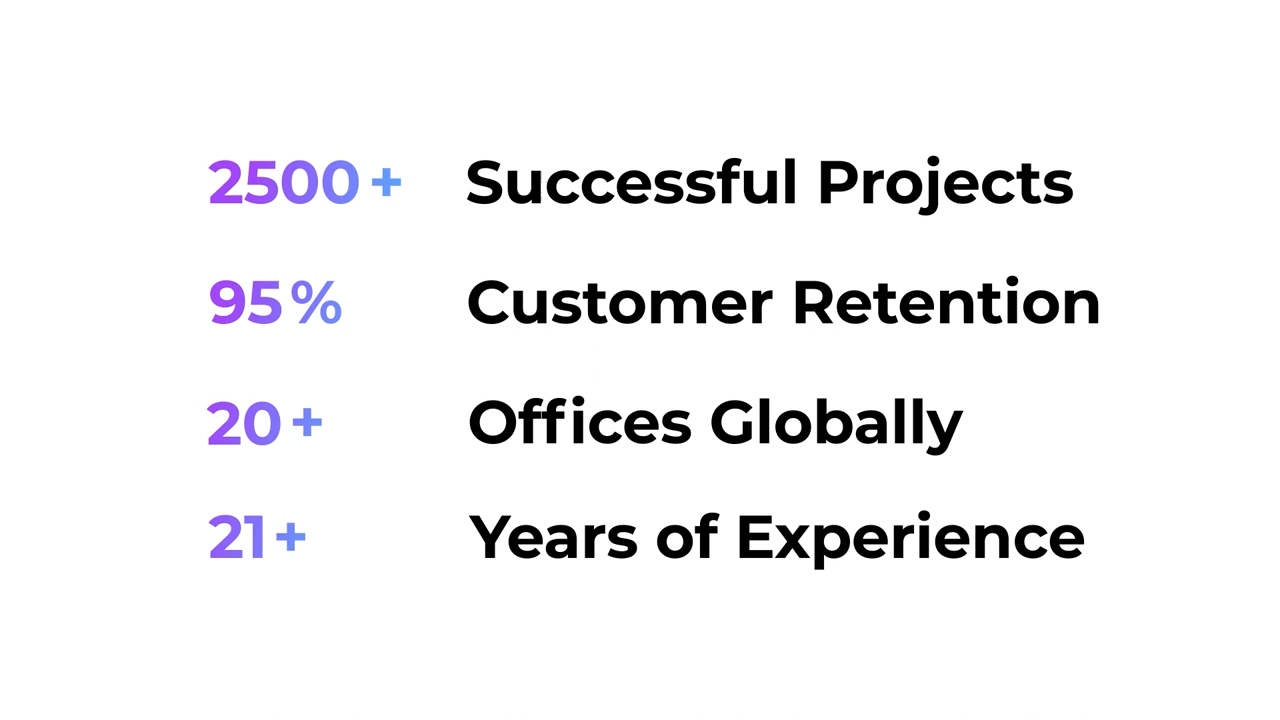 2500+ Successful Projects
95% Customer Retention
20+ Offices Globally
21+ Years of Experience